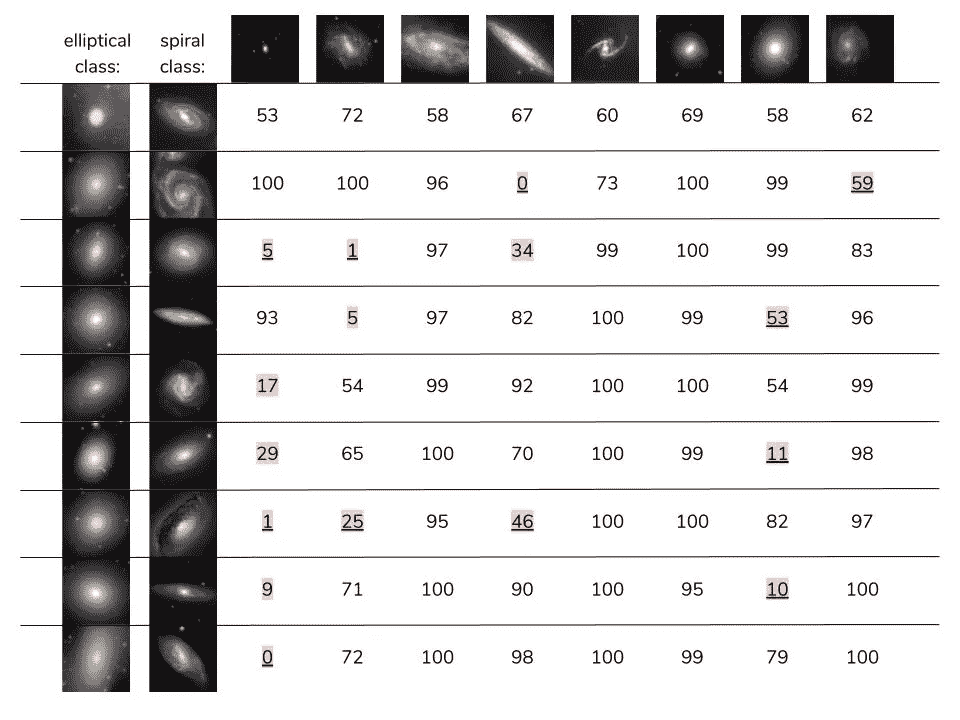 elliptical spiral
class: class:
53 72 58 67 60 69 58 62
100 100 96 0 73 100 99 59
5 1 97 34 99 100 99 83
93 5 97 82 100 99 53 96
17 54 99 92 100 100 54 99
29 65 100 70 100 99 11 98
1 25 95 46 100 100 82 97
9 71 100 90 100 95 10 100
0 72 100 98 100 99 79 100